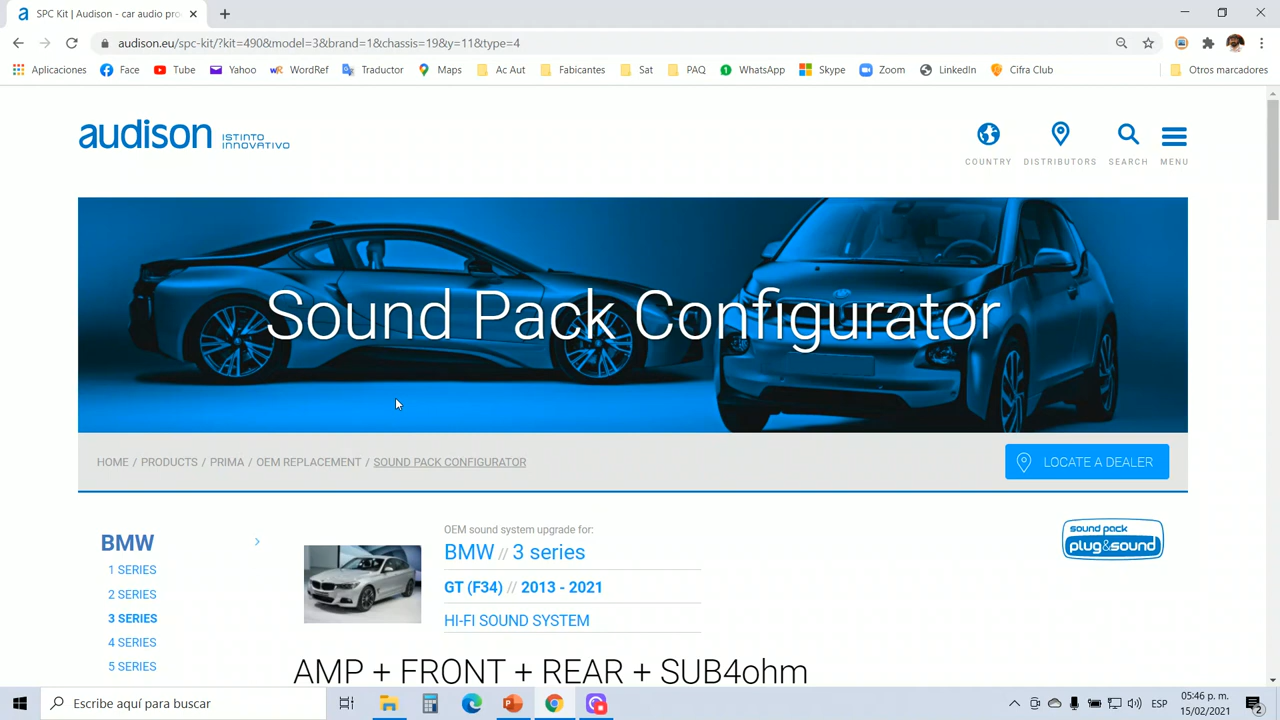 SPC Kit | Audison - car audio pro
audison.eu/spc-kit/?kit=490&model=3&brand=1&chassis=19&y=11&type=4
Aplicaciones Face Tube Yahoo WordRef Traductor Maps Ac Aut Fabricantes Sat PAQ WhatsApp Skype Zoom LinkedIn Cifra Club Otros marcadores
audison ISTINTO INNOVATIVO
COUNTRY DISTRIBUTORS SEARCH MENU
Sound Pack Configurator
HOME / PRODUCTS / PRIMA / OEM REPLACEMENT / SOUND PACK CONFIGURATOR
LOCATE A DEALER
BMW
1 SERIES
2 SERIES
3 SERIES
4 SERIES
5 SERIES
OEM sound system upgrade for:
BMW // 3 series
GT (F34) // 2013 - 2021
HI-FI SOUND SYSTEM
sound pack
plug&sound
AMP + FRONT + REAR + SUB4ohm
Escribe aquí para buscar
ESP
05:46 p. m.
15/02/2021
2